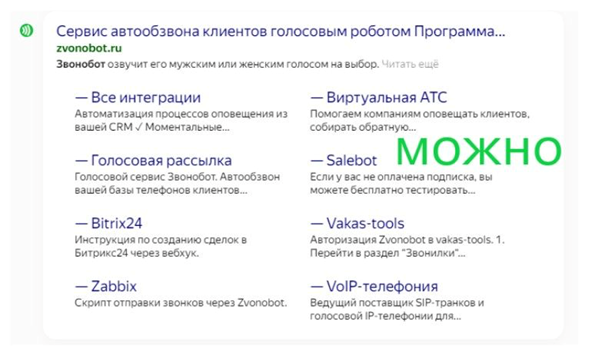 Сервис автообзвона клиентов голосовым роботом Программа...
zvonobot.ru
Звонобот озвучит его мужским или женским голосом на выбор. Читать ещё
— Все интеграции
Автоматизация процессов оповещения из
вашей CRM ✓ Моментальные...
— Виртуальная АТС
Помогаем компаниям оповещать клиентов,
собирать обратную...
МОЖНО
— Голосовая рассылка
Голосовой сервис Звонобот. Автообзвон
вашей базы телефонов клиентов...
— Salebot
Если у вас не оплачена подписка, вы
можете бесплатно тестировать...
— Bitrix24
Инструкция по созданию сделок в
Битрикс24 через вебхук.
— Vakas-tools
Авторизация Zvonobot в vakas-tools. 1.
Перейти в раздел "Звонилки"...
— Zabbix
Скрипт отправки звонков через Zvonobot.
— VoIP-телефония
Ведущий поставщик SIP-транков и
голосовой IP-телефонии для...